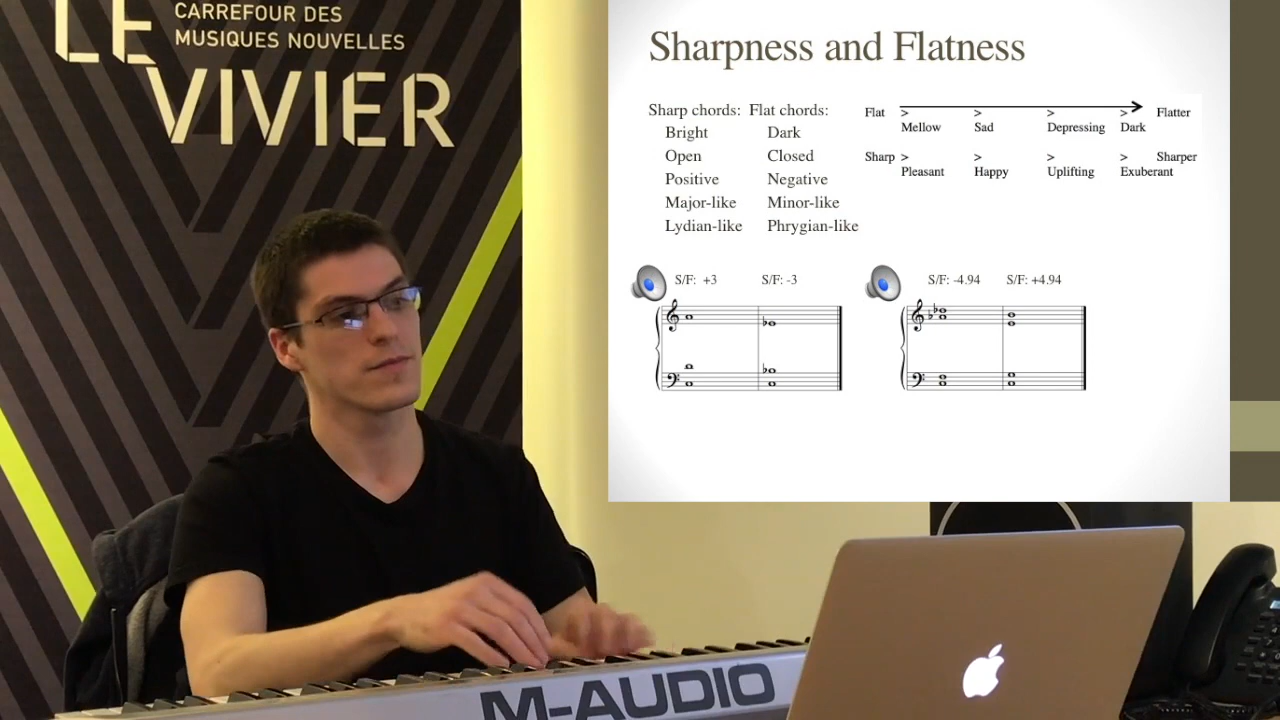 LE
CARREFOUR DES
MUSIQUES NOUVELLES
VIVIER
Sharpness and Flatness
Sharp chords: Flat chords:
Bright Dark
Open Closed
Positive Negative
Major-like Minor-like
Lydian-like Phrygian-like
Flat > > > > Flatter
Mellow Sad Depressing Dark
Sharp > > > > Sharper
Pleasant Happy Uplifting Exuberant
S/F: +3 S/F: -3
S/F: -4.94 S/F: +4.94
M-AUDIO